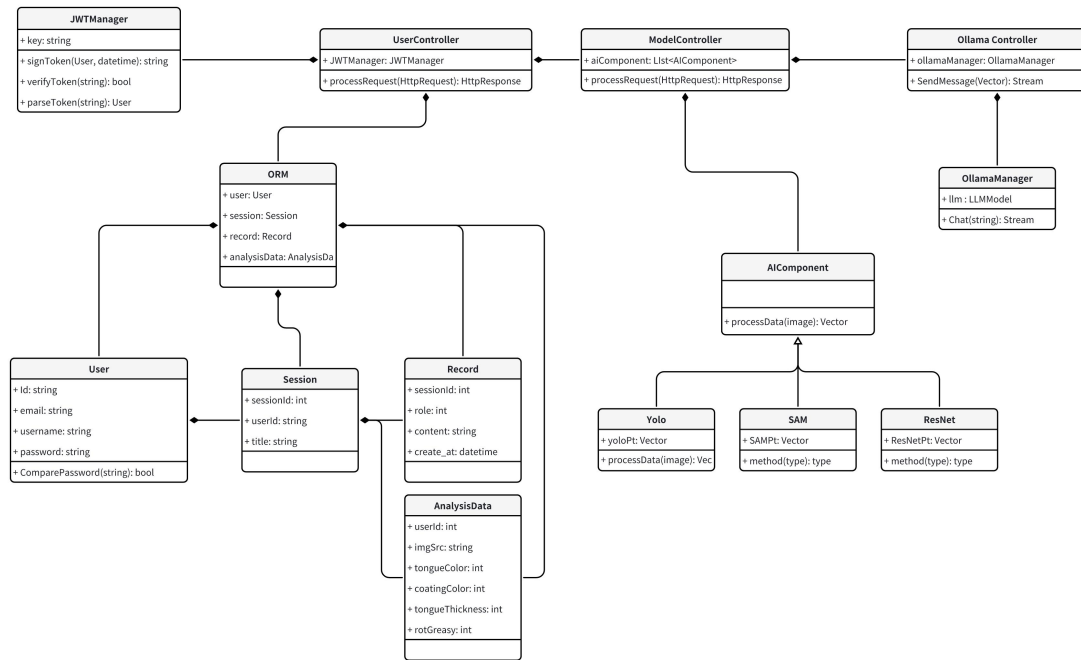 JWTManager
+ key: string
+ signToken(User, datetime): string
+ verifyToken(string): bool
+ parseToken(string): User
UserController
+ JWTManager: JWTManager
+ processRequest(HttpRequest): HttpResponse
ModelController
+ aiComponent: LIst<AIComponent>
+ processRequest(HttpRequest): HttpResponse
Ollama Controller
+ ollamaManager: OllamaManager
+ SendMessage(Vector): Stream
ORM
+ user: User
+ session: Session
+ record: Record
+ analysisData: AnalysisDa
OllamaManager
+ llm : LLMModel
+ Chat(string): Stream
AIComponent
+ processData(image): Vector
User
+ Id: string
+ email: string
+ username: string
+ password: string
+ ComparePassword(string): bool
Session
+ sessionId: int
+ userId: string
+ title: string
Record
+ sessionId: int
+ role: int
+ content: string
+ create_at: datetime
Yolo
+ yoloPt: Vector
+ processData(image): Vec
SAM
+ SAMPt: Vector
+ method(type): type
ResNet
+ ResNetPt: Vector
+ method(type): type
AnalysisData
+ userId: int
+ imgSrc: string
+ tongueColor: int
+ coatingColor: int
+ tongueThickness: int
+ rotGreasy: int